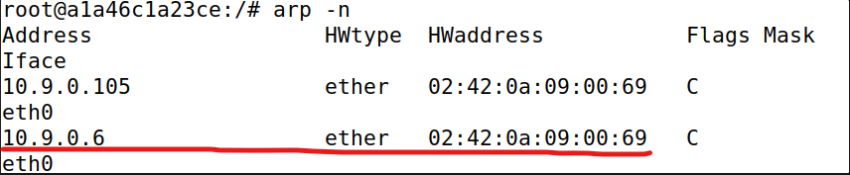 root@a1a46c1a23ce:/# arp -n
Address HWtype HWaddress Flags Mask
Iface
10.9.0.105 ether 02:42:0a:09:00:69 C
eth0
10.9.0.6 ether 02:42:0a:09:00:69 C
eth0